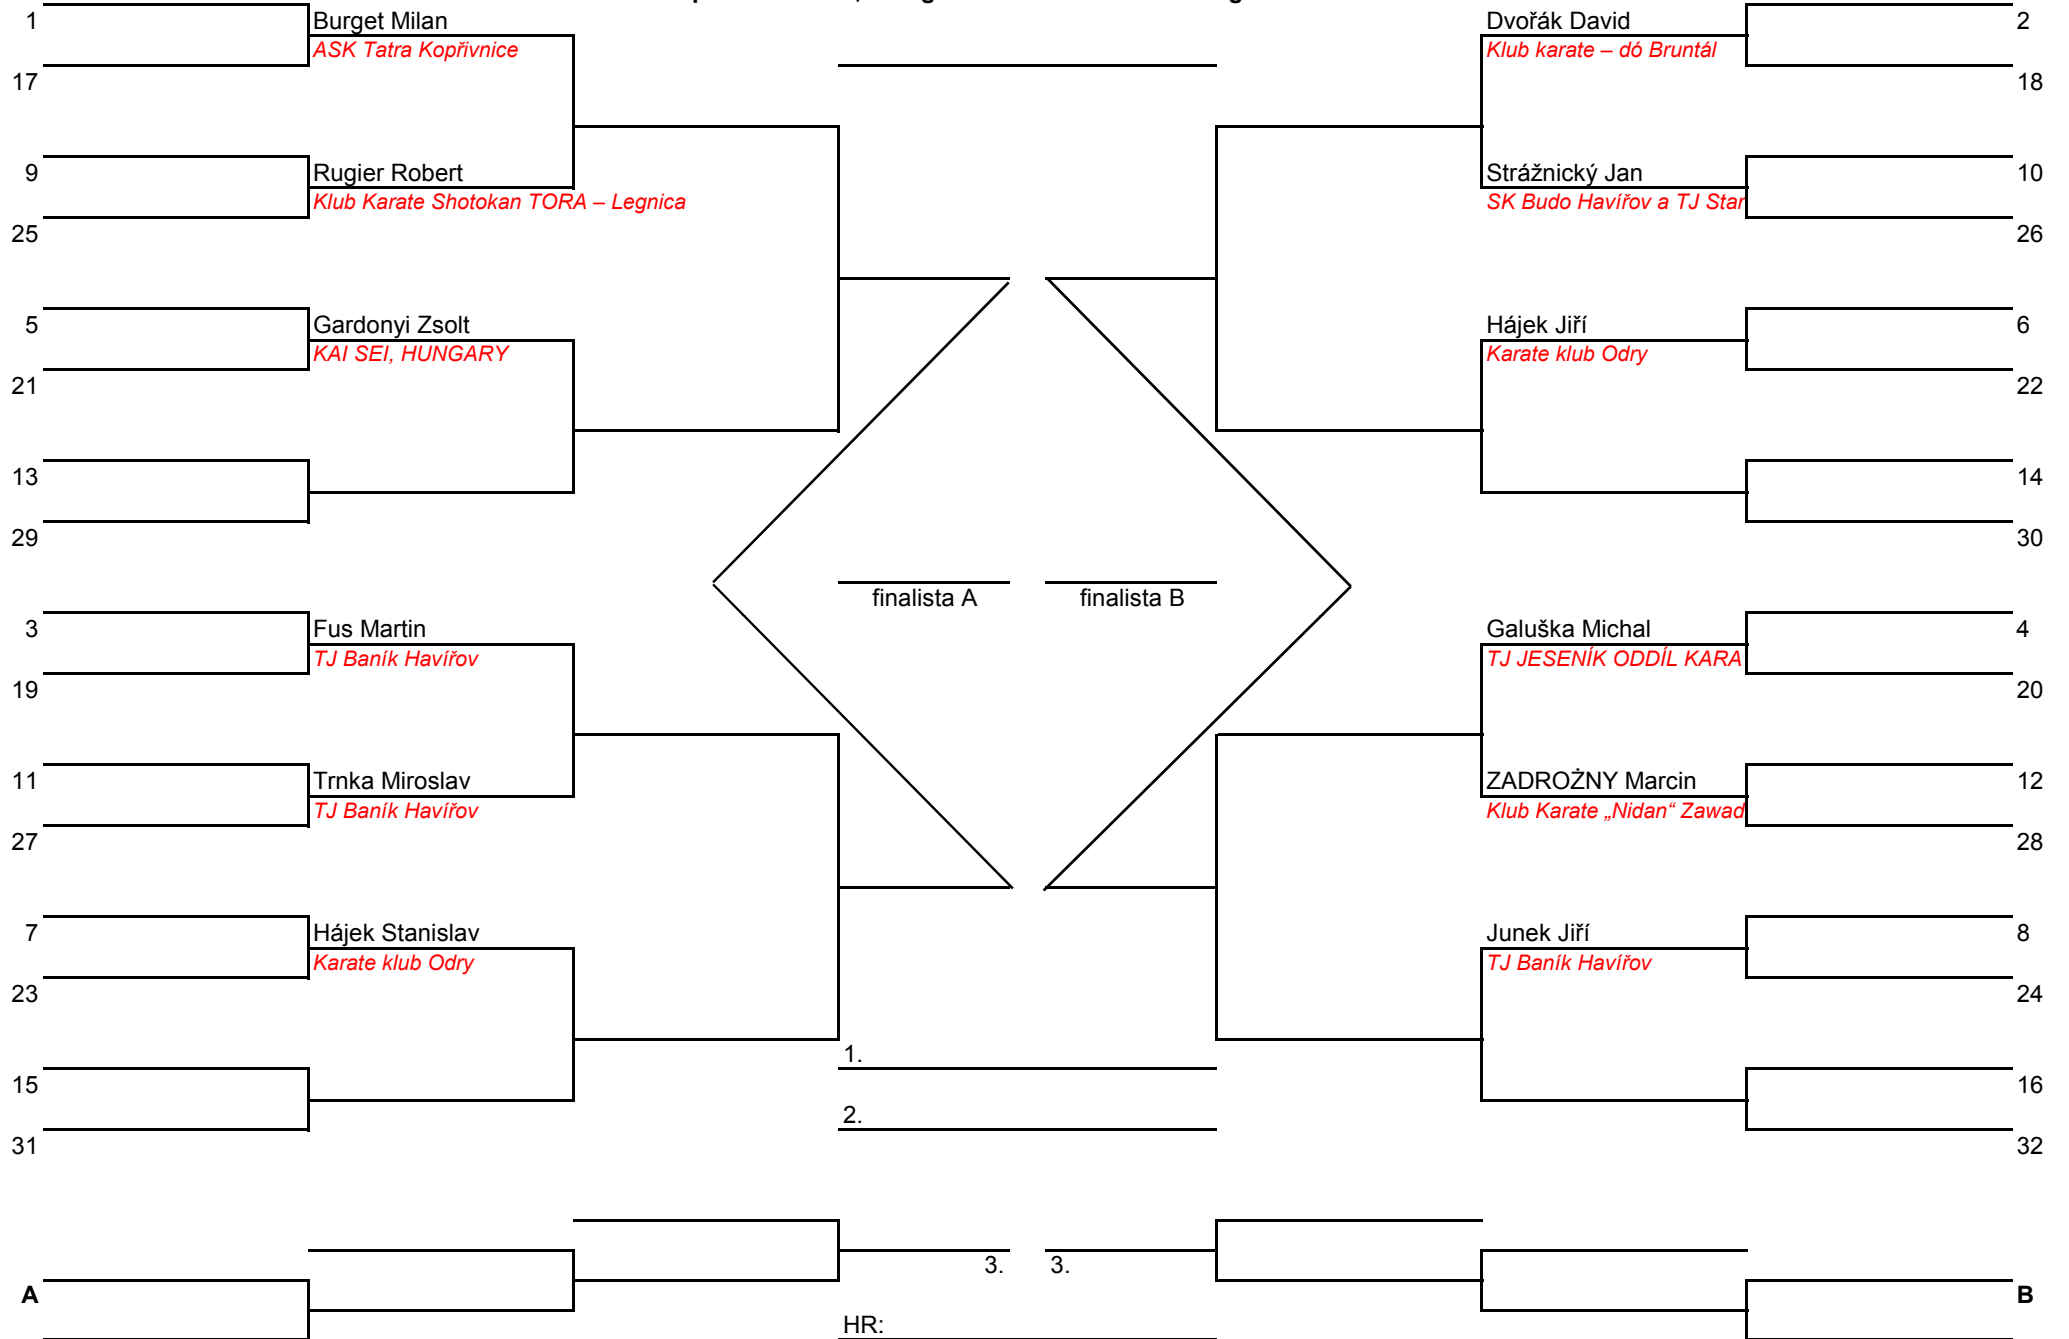 1 Burget Milan Dvořák David 2
ASK Tatra Kopřivnice Klub karate – dó Bruntál
17 18
9 Rugier Robert Strážnický Jan 10
Klub Karate Shotokan TORA – Legnica SK Budo Havířov a TJ Star
25 26
5 Gardonyi Zsolt Hájek Jiří 6
KAI SEI, HUNGARY Karate klub Odry
21 22
13 14
29 30
finalista A finalista B
3 Fus Martin Galuška Michal 4
TJ Baník Havířov TJ JESENÍK ODDÍL KARA
19 20
11 Trnka Miroslav ZADROŻNY Marcin 12
TJ Baník Havířov Klub Karate „Nidan“ Zawad
27 28
7 Hájek Stanislav Junek Jiří 8
Karate klub Odry TJ Baník Havířov
23 24
1.
15 16
2.
31 32
3. 3.
A B
HR: